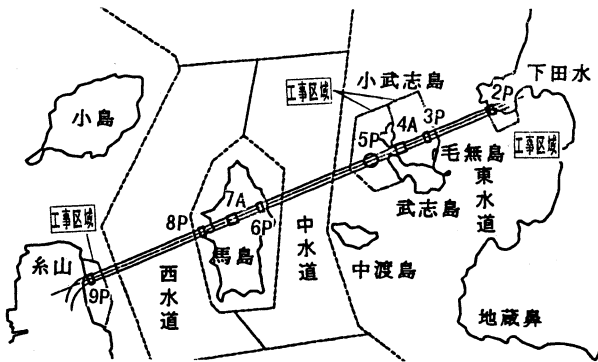 下田水
小武志島
工事区域
2P
3P
4A
5P
小島
毛無島
工事区域
東水道
武志島
7A
6P
8P
工事区域
馬島
中水道
中渡島
糸山
9P
西水道
地蔵鼻